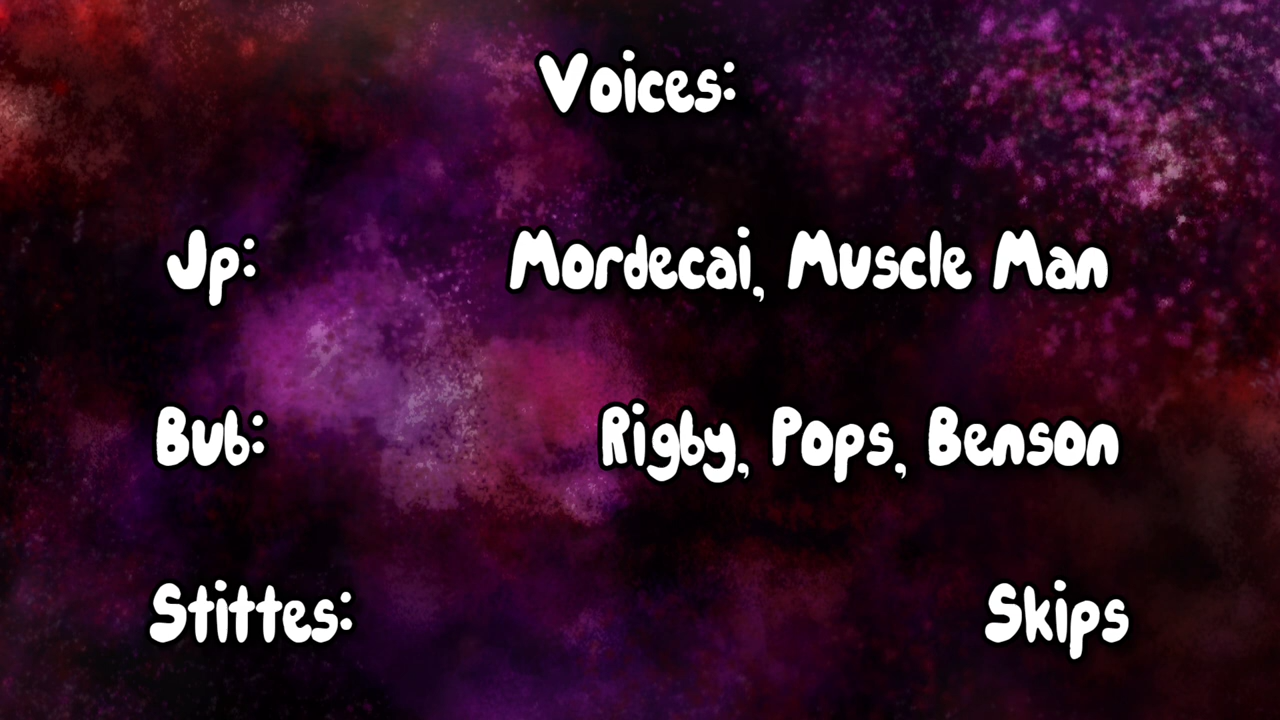 Voices:
Jp: Mordecai, Muscle Man
Bub: Rigby, Pops, Benson
Stittes: Skips